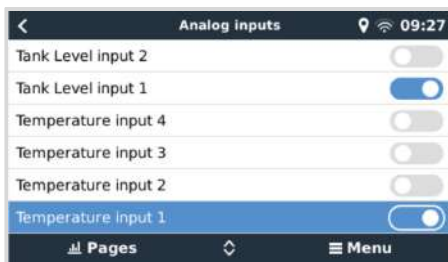 Analog inputs 09:27
Tank Level input 2
Tank Level input 1
Temperature input 4
Temperature input 3
Temperature input 2
Temperature input 1
Pages Menu